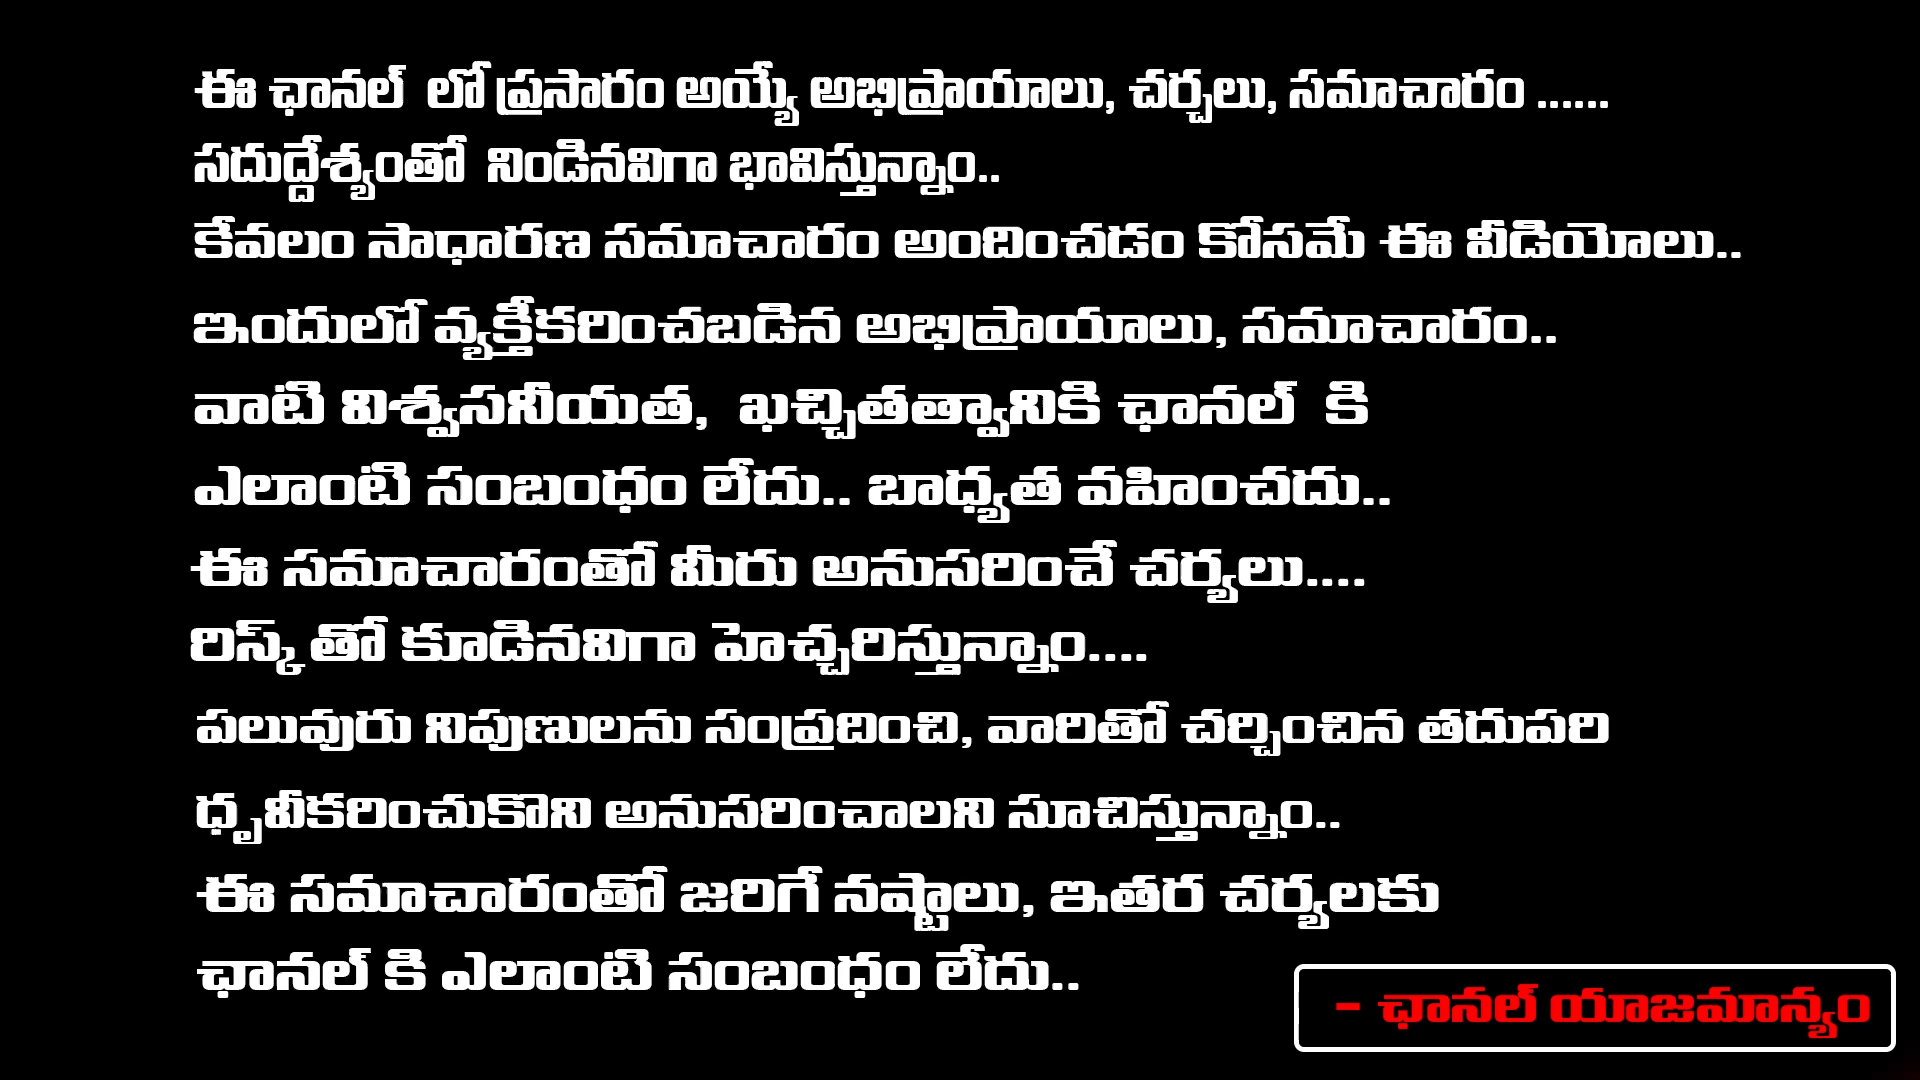 ఈ ఛానల్ లో ప్రసారం అయ్యే అభిప్రాయాలు, చర్చలు, సమాచారం ......
సదుద్దేశ్యంతో నిండినవిగా భావిస్తున్నాం..
కేవలం సాధారణ సమాచారం అందించడం కోసమే ఈ వీడియోలు..
ఇందులో వ్యక్తీకరించబడిన అభిప్రాయాలు, సమాచారం..
వాటి విశ్వసనీయత, ఖచ్చితత్వానికి ఛానల్ కి
ఎలాంటి సంబంధం లేదు.. బాధ్యత వహించదు..
ఈ సమాచారంతో మీరు అనుసరించే చర్యలు....
రిస్క్ తో కూడినవిగా హెచ్చరిస్తున్నాం....
పలువురు నిపుణులను సంప్రదించి, వారితో చర్చించిన తదుపరి
ధృవీకరించుకొని అనుసరించాలని సూచిస్తున్నాం..
ఈ సమాచారంతో జరిగే నష్టాలు, ఇతర చర్యలకు
ఛానల్ కి ఎలాంటి సంబంధం లేదు..
- ఛానల్ యాజమాన్యం